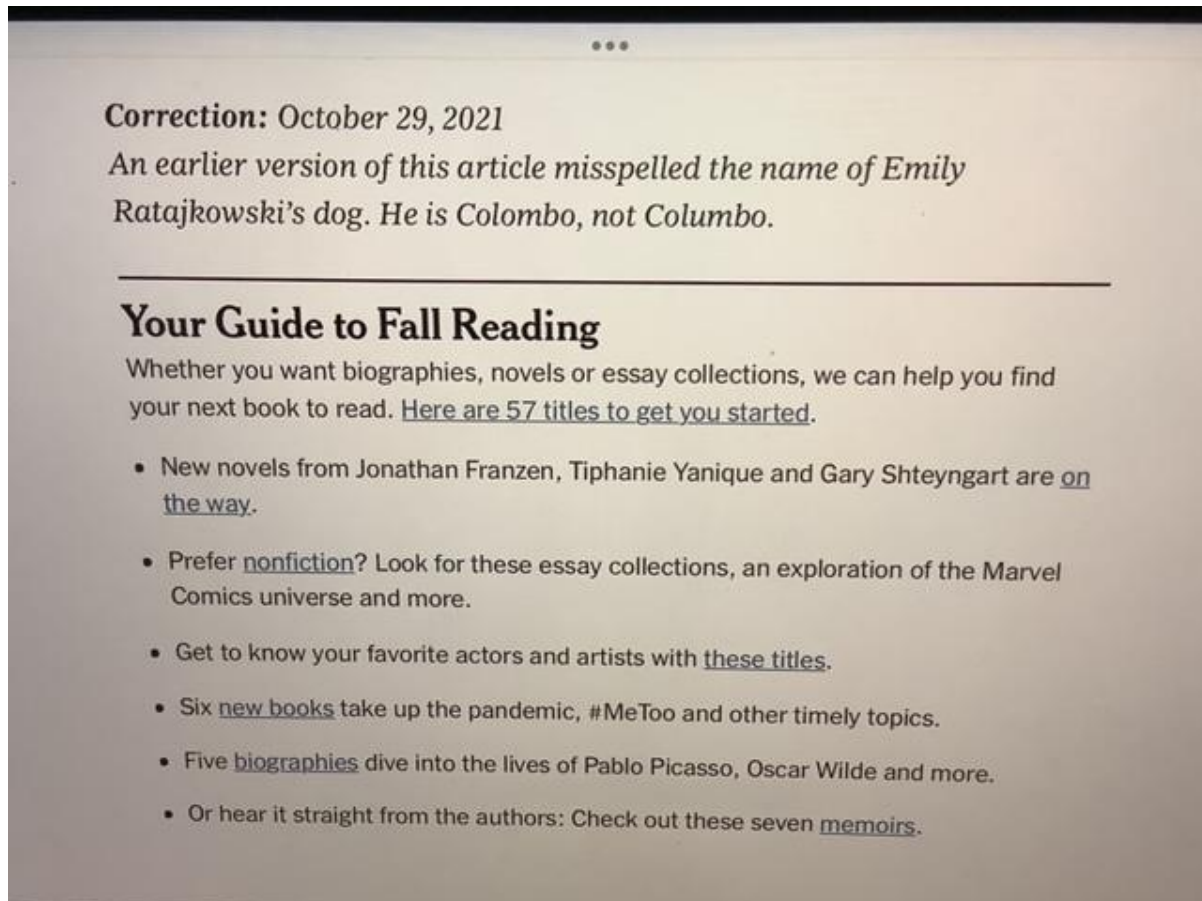 Correction: October 29, 2021
An earlier version of this article misspelled the name of Emily
Ratajkowski's dog. He is Colombo, not Columbo.
Your Guide to Fall Reading
Whether you want biographies, novels or essay collections, we can help you find
your next book to read. Here are 57 titles to get you started.
• New novels from Jonathan Franzen, Tiphanie Yanique and Gary Shteyngart are on
the way.
• Prefer nonfiction? Look for these essay collections, an exploration of the Marvel
Comics universe and more.
• Get to know your favorite actors and artists with these titles.
• Six new books take up the pandemic, #MeToo and other timely topics.
• Five biographies dive into the lives of Pablo Picasso, Oscar Wilde and more.
• Or hear it straight from the authors: Check out these seven memoirs.